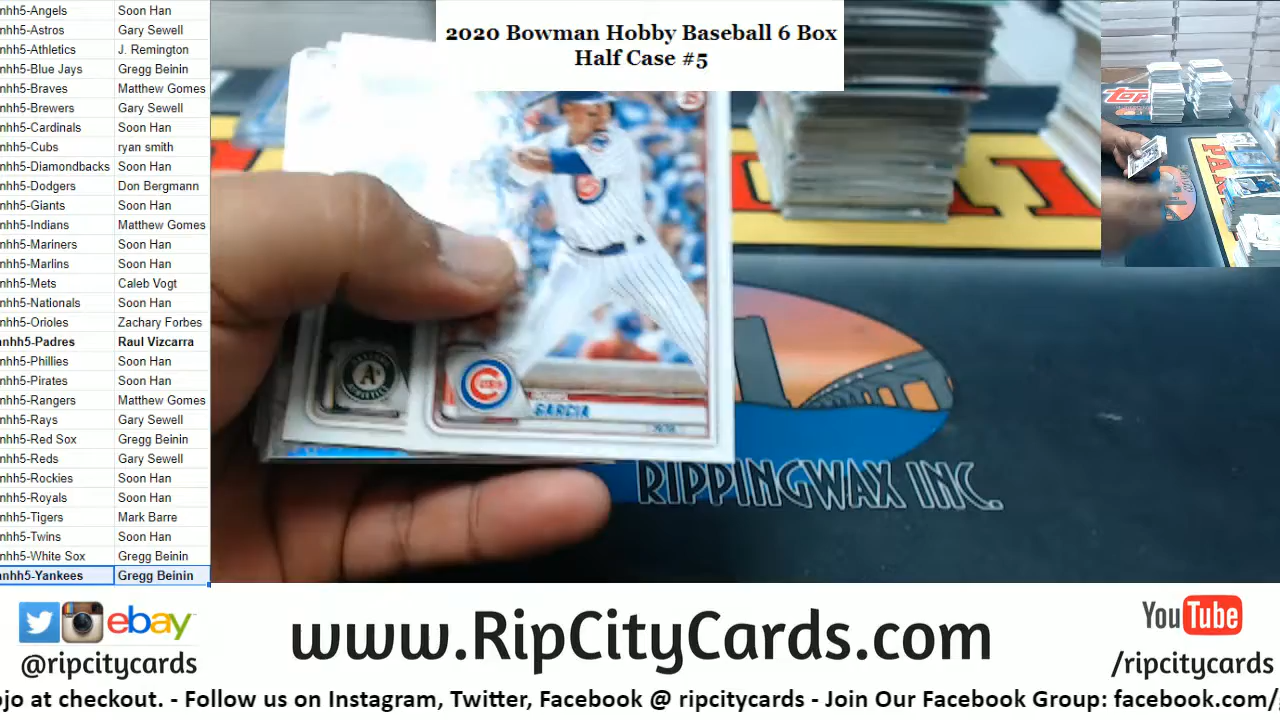 2020 Bowman Hobby Baseball 6 Box
Half Case #5
nhh5-Angels Soon Han
nhh5-Astros Gary Sewell
nhh5-Athletics J. Remington
nhh5-Blue Jays Gregg Beinin
nhh5-Braves Matthew Gomes
nhh5-Brewers Gary Sewell
nhh5-Cardinals Soon Han
nhh5-Cubs ryan smith
nhh5-Diamondbacks Soon Han
nhh5-Dodgers Don Bergmann
nhh5-Giants Soon Han
nhh5-Indians Matthew Gomes
nhh5-Mariners Soon Han
nhh5-Marlins Soon Han
nhh5-Mets Caleb Vogt
nhh5-Nationals Soon Han
nhh5-Orioles Zachary Forbes
nhh5-Padres Raul Vizcarra
nhh5-Phillies Soon Han
nhh5-Pirates Soon Han
nhh5-Rangers Matthew Gomes
nhh5-Rays Gary Sewell
nhh5-Red Sox Gregg Beinin
nhh5-Reds Gary Sewell
nhh5-Rockies Soon Han
nhh5-Royals Soon Han
nhh5-Tigers Mark Barre
nhh5-Twins Soon Han
nhh5-White Sox Gregg Beinin
nhh5-Yankees Gregg Beinin
GARCIA
A's
RIPPINGWAX INC.
ebay
@ripcitycards
www.RipCityCards.com
YouTube
/ripcitycards
ojo at checkout. - Follow us on Instagram, Twitter, Facebook @ ripcitycards - Join Our Facebook Group: facebook.com/